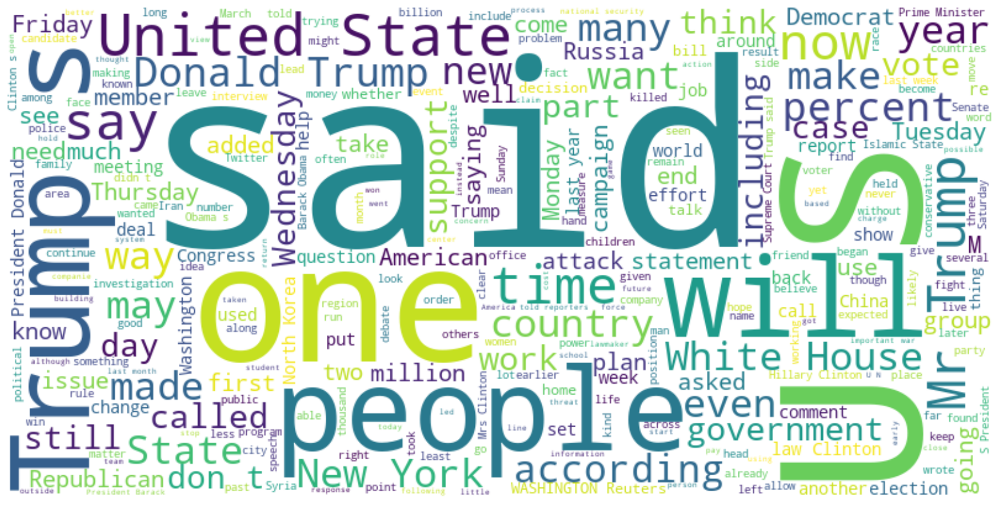 said
U S
one
will
people
Trump
s
United State
Mr Trump
say
now
Donald Trump
new
many
think
Democrat
Prime Minister
year
Friday
candidate
open
long
March
told
trying
view
might
billion
include
national security
process
better
come
problem
Russia
bill
around
action
result
side
race
countries
vote
last week
move
become
re
thought
making
known
among
face
leave
lead
interview
money
whether
event
well
fact
decision
claim
want
part
job
killed
make
percent
Senate
word
Clinton s
see
police
hold
member
need
much
family
meeting
didn t
Thursday
came
Iran
number
wanted
Obama s
area
deal
system
must
continue
companie
building
President Donald
added
Twitter
Wednesday
Barack Obama
help
often
take
role
support
despite
saying
instead
Sunday
mean
won
went
month
Trump
concern
center
Monday
last year
measure
hand
campaign
game
seen
world
remain
end
effort
talk
including
Supreme Court
Trump said
case
Tuesday
report
Islamic State
possible
find
voter
yet
held
never
based
without
charge
conservative
three
Saturday
show
M
several
give
children
way
Congress
idea
return
question
American
office
attack
statement
friend
began
use
though
back
believe
likely
fight
thing
live
investigation
may
good
Washington
know
day
although
something
political
issue
last month
rule
made
change
public
first
North Korea
taken
used
along
student
look
region
run
order
put
debate
others
clear
time
given
future
company
America
told reporters
force
country
man
women
power
lawmaker
work
school
hope
name
call
got
working
China
expected
group
later
important
war
White House
Hillary Clinton
U N
place
party
two
million
plan
week
position
asked
lot
earlier
home
threat
life
kind
across
start
set
line
led
today
able
thousand
Mrs Clinton
even
government
comment
early
far
found
S President
win
still
called
less
program
stop
matter
team
State
city
speech
took
right
least
go
information
according
pay
head
law
Clinton
using
already
keep
close
wrote
going
Republican
don t
past
Syria
New York
response
point
following
little
WASHINGTON Reuters
person
left
allow
another
election
outside
President Barack
cost